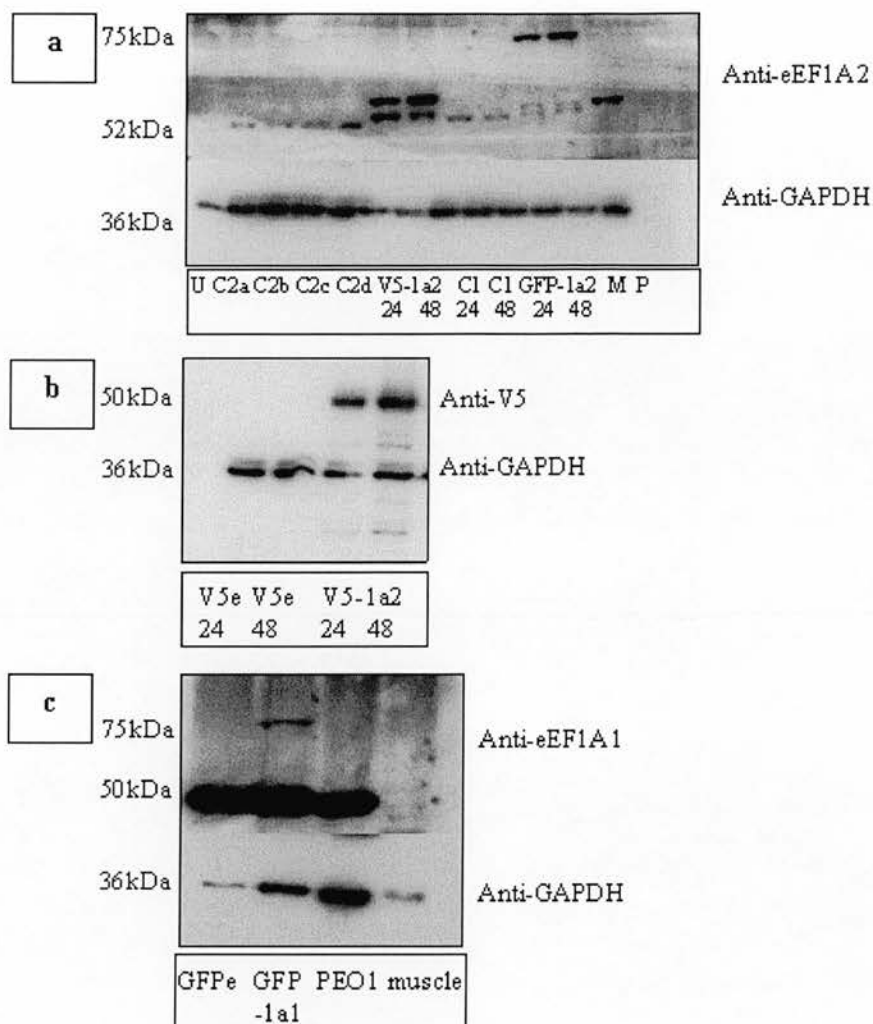 a
75kDa
Anti-eEF1A2
52kDa
Anti-GAPDH
36kDa
U C2a C2b C2c C2d V5-1a2 C1 C1 GFP-1a2 M P
24 48 24 48 24 48
b
50kDa
Anti-V5
36kDa
Anti-GAPDH
V5e V5e V5-1a2
24 48 24 48
c
75kDa
Anti-eEF1A1
50kDa
36kDa
Anti-GAPDH
GFPe GFP PEO1 muscle
-1a1